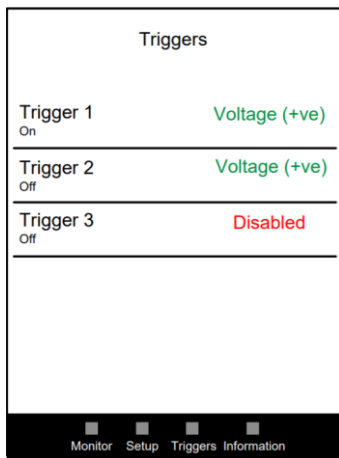 Triggers
Trigger 1
Voltage (+ve)
On
Trigger 2
Voltage (+ve)
Off
Trigger 3
Disabled
Off
Monitor Setup Triggers Information